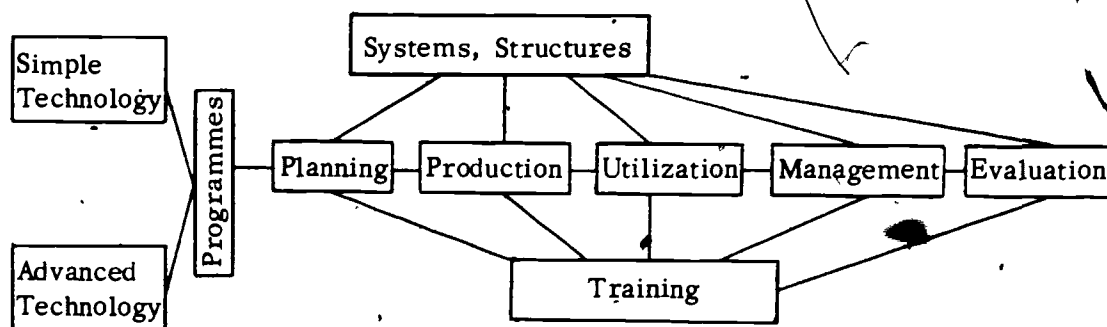 Simple
Technology
Advanced
Technology
Programmes
Systems, Structures
Planning
Production
Utilization
Management
Evaluation
Training